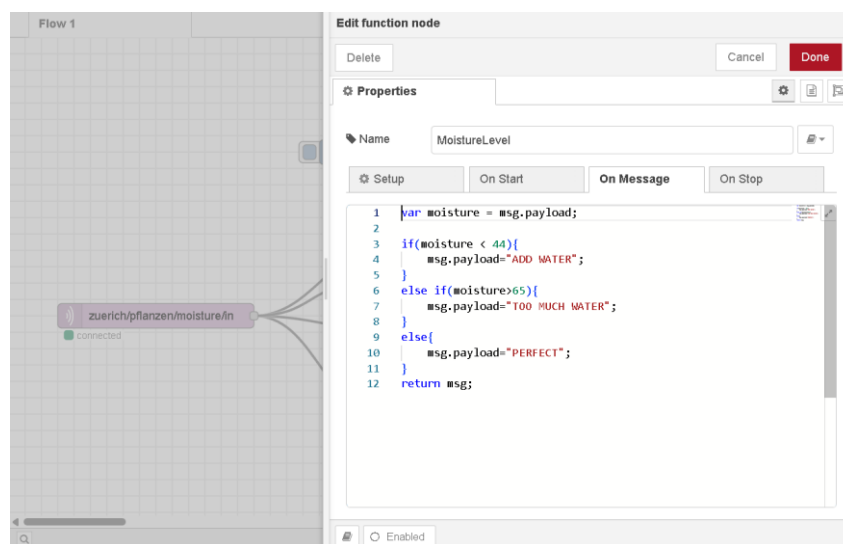 Flow 1
zuerich/pflanzen/moisture/in
connected
Edit function node
Delete Cancel Done
Properties
Name MoistureLevel
Setup On Start On Message On Stop
1 var moisture = msg.payload;
2
3 if(moisture < 44){
4 msg.payload="ADD WATER";
5 }
6 else if(moisture>65){
7 msg.payload="TOO MUCH WATER";
8 }
9 else{
10 msg.payload="PERFECT";
11 }
12 return msg;
Enabled